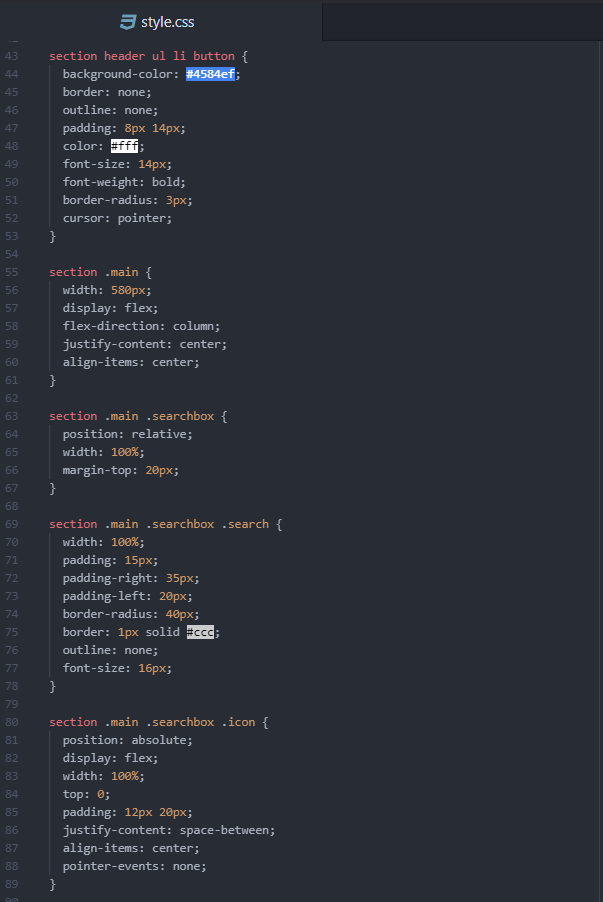 style.css
43 section header ul li button {
44 background-color: #4584ef;
45 border: none;
46 outline: none;
47 padding: 8px 14px;
48 color: #fff;
49 font-size: 14px;
50 font-weight: bold;
51 border-radius: 3px;
52 cursor: pointer;
53 }
54
55 section .main {
56 width: 580px;
57 display: flex;
58 flex-direction: column;
59 justify-content: center;
60 align-items: center;
61 }
62
63 section .main .searchbox {
64 position: relative;
65 width: 100%;
66 margin-top: 20px;
67 }
68
69 section .main .searchbox .search {
70 width: 100%;
71 padding: 15px;
72 padding-right: 35px;
73 padding-left: 20px;
74 border-radius: 40px;
75 border: 1px solid #ccc;
76 outline: none;
77 font-size: 16px;
78 }
79
80 section .main .searchbox .icon {
81 position: absolute;
82 display: flex;
83 width: 100%;
84 top: 0;
85 padding: 12px 20px;
86 justify-content: space-between;
87 align-items: center;
88 pointer-events: none;
89 }